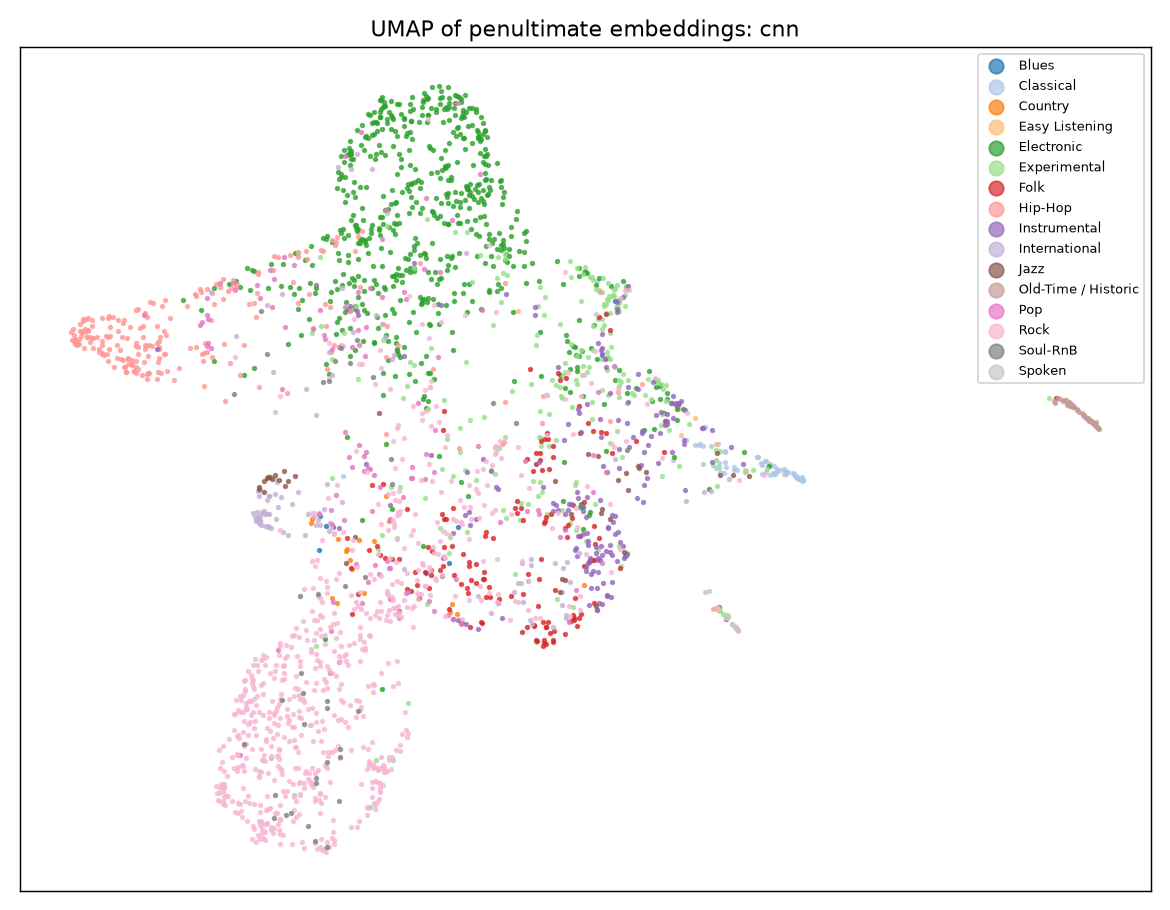 UMAP of penultimate embeddings: cnn
Blues
Classical
Country
Easy Listening
Electronic
Experimental
Folk
Hip-Hop
Instrumental
International
Jazz
Old-Time / Historic
Pop
Rock
Soul-RnB
Spoken